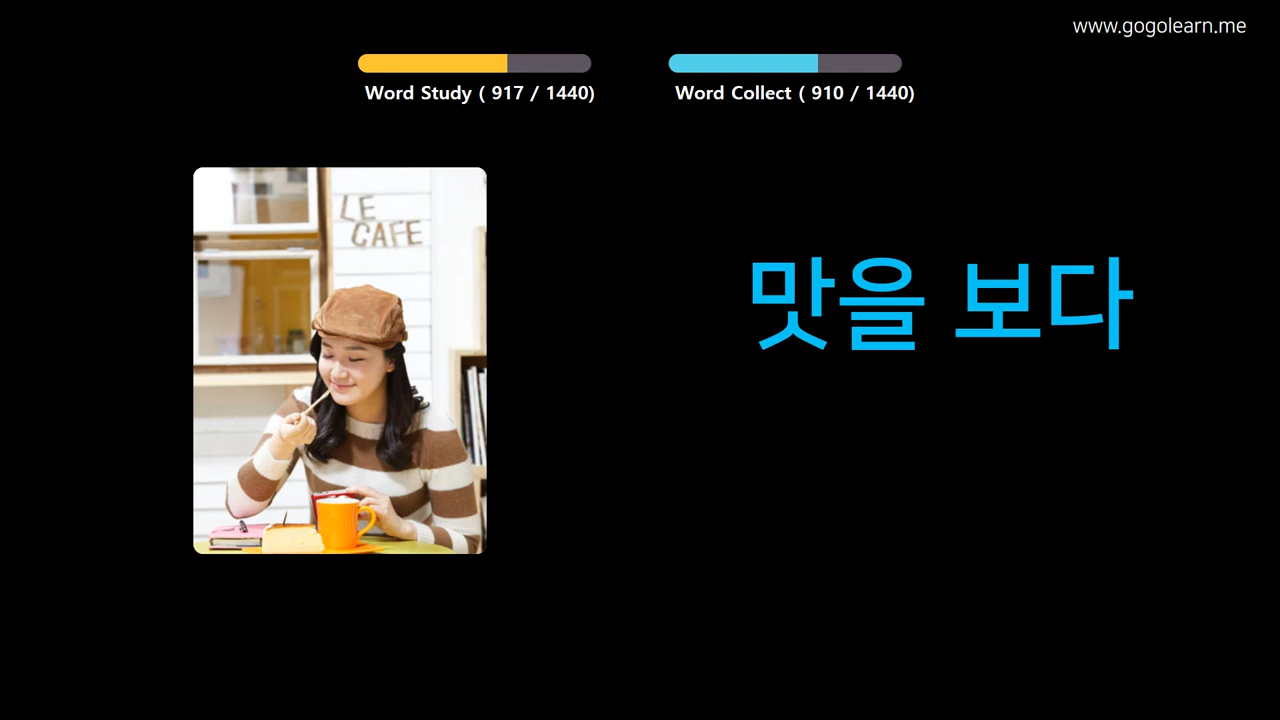 www.gogolearn.me
Word Study ( 917 / 1440)
Word Collect ( 910 / 1440)
LE
CAFE
맛을 보다